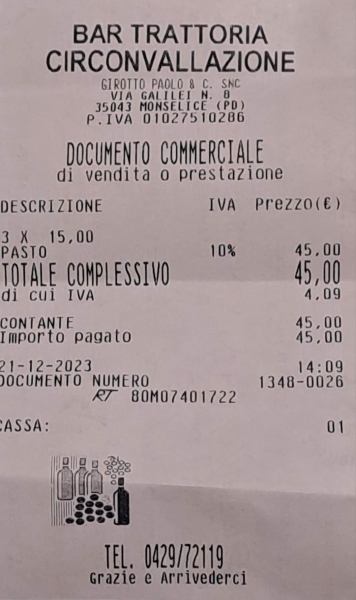 BAR TRATTORIA
CIRCONVALLAZIONE
GIROTTO PAOLO & C. SNC
VIA GALILEI N. 8
35043 MONSELICE (PD)
P.IVA 01027510286
DOCUMENTO COMMERCIALE
di vendita o prestazione
DESCRIZIONE IVA Prezzo(€)
3 X 15,00
PASTO 10% 45,00
TOTALE COMPLESSIVO 45,00
di cui IVA 4,09
CONTANTE 45,00
Importo pagato 45,00
21-12-2023 14:09
DOCUMENTO NUMERO 1348-0026
RT 80M07401722
CASSA: 01
TEL. 0429/72119
Grazie e Arrivederci